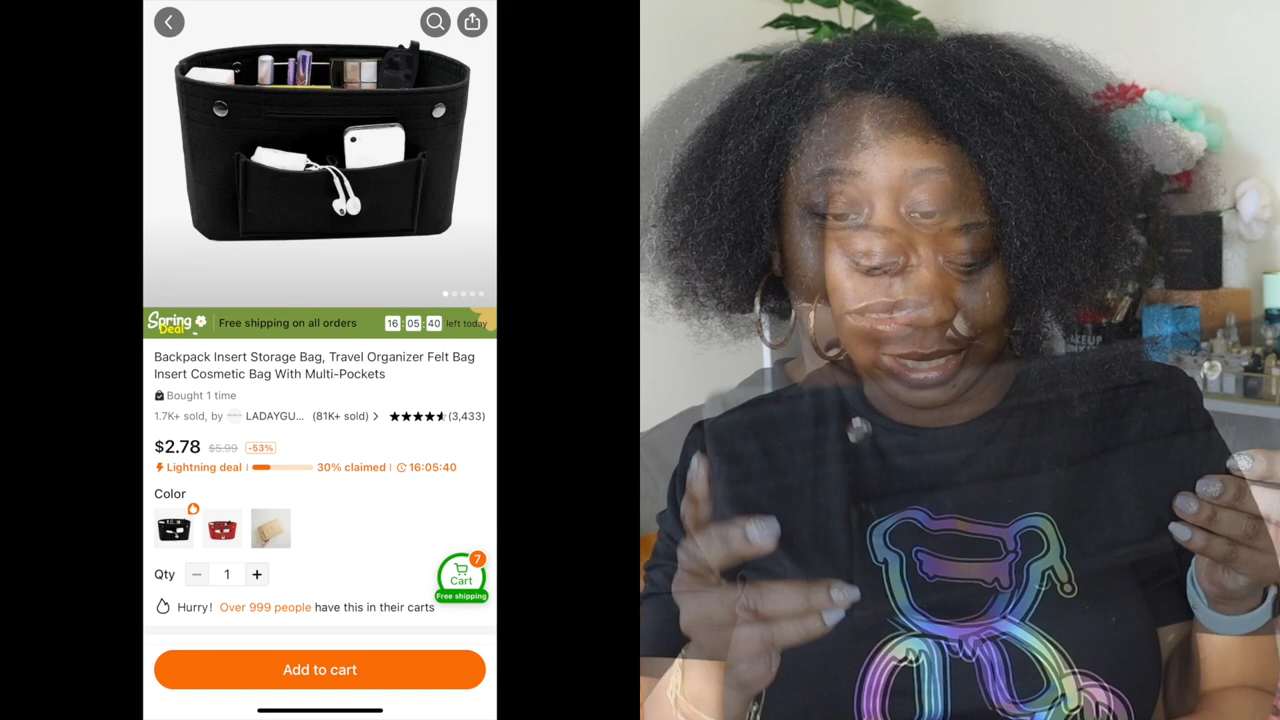 Spring
Deal
Free shipping on all orders
16:05:40 left today
Backpack Insert Storage Bag, Travel Organizer Felt Bag
Insert Cosmetic Bag With Multi-Pockets
Bought 1 time
1.7K+ sold, by LADAYGU... (81K+ sold) > (3,433)
$2.78 $5.99 -53%
Lightning deal 30% claimed 16:05:40
Color
7
Cart
Free shipping
Qty − 1 +
Hurry! Over 999 people have this in their carts
Add to cart